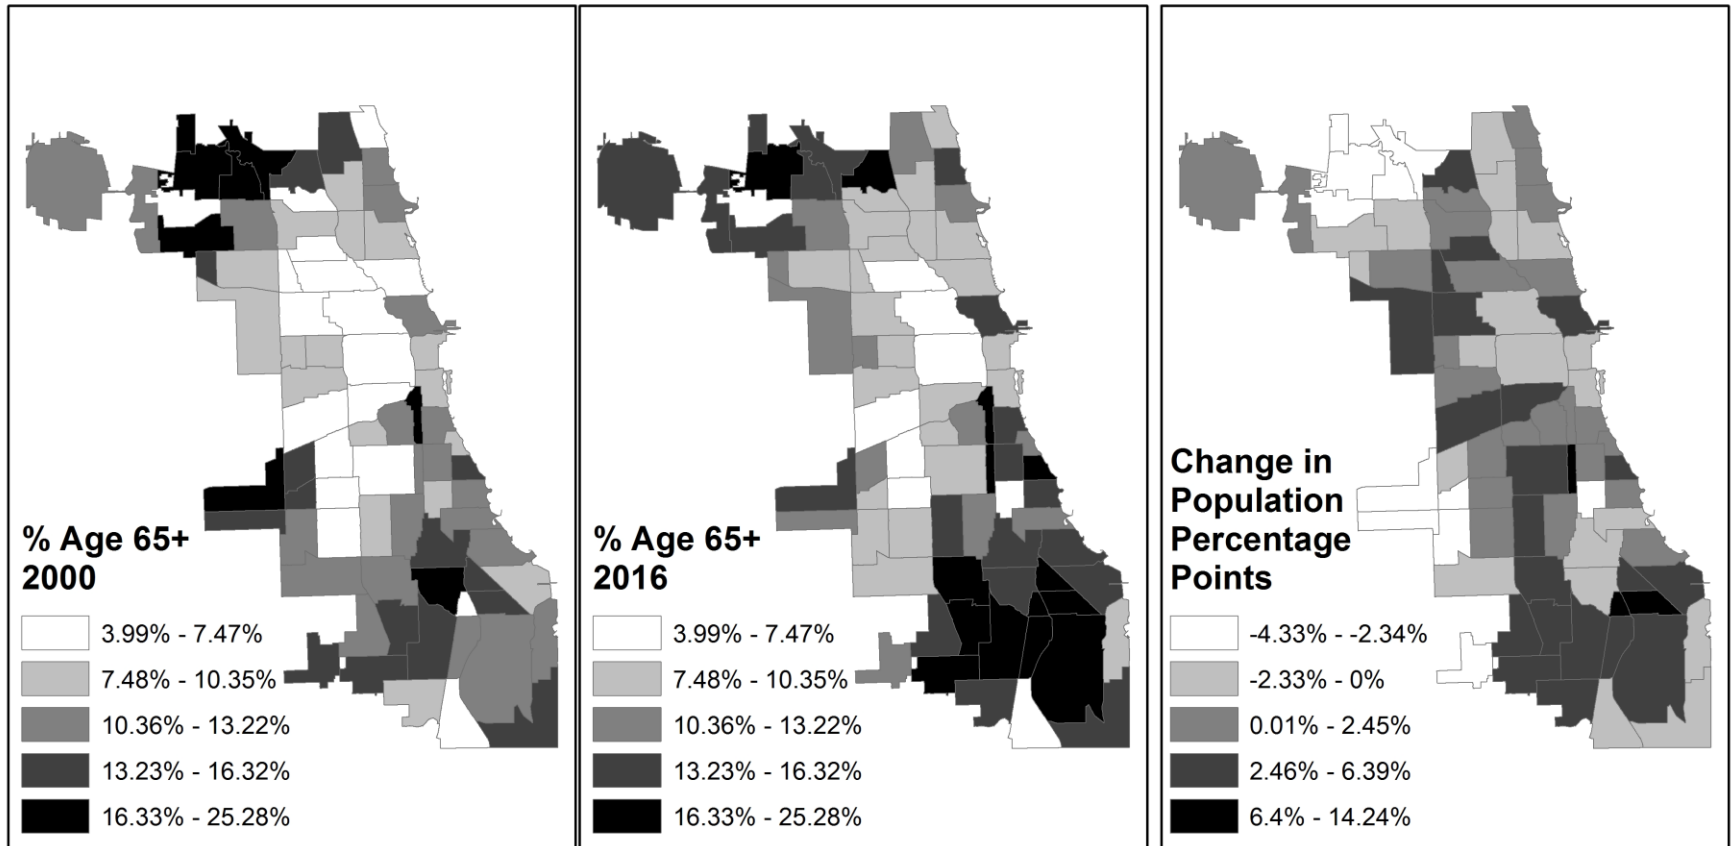 % Age 65+
2000
3.99% - 7.47%
7.48% - 10.35%
10.36% - 13.22%
13.23% - 16.32%
16.33% - 25.28%
% Age 65+
2016
3.99% - 7.47%
7.48% - 10.35%
10.36% - 13.22%
13.23% - 16.32%
16.33% - 25.28%
Change in
Population
Percentage
Points
-4.33% - -2.34%
-2.33% - 0%
0.01% - 2.45%
2.46% - 6.39%
6.4% - 14.24%